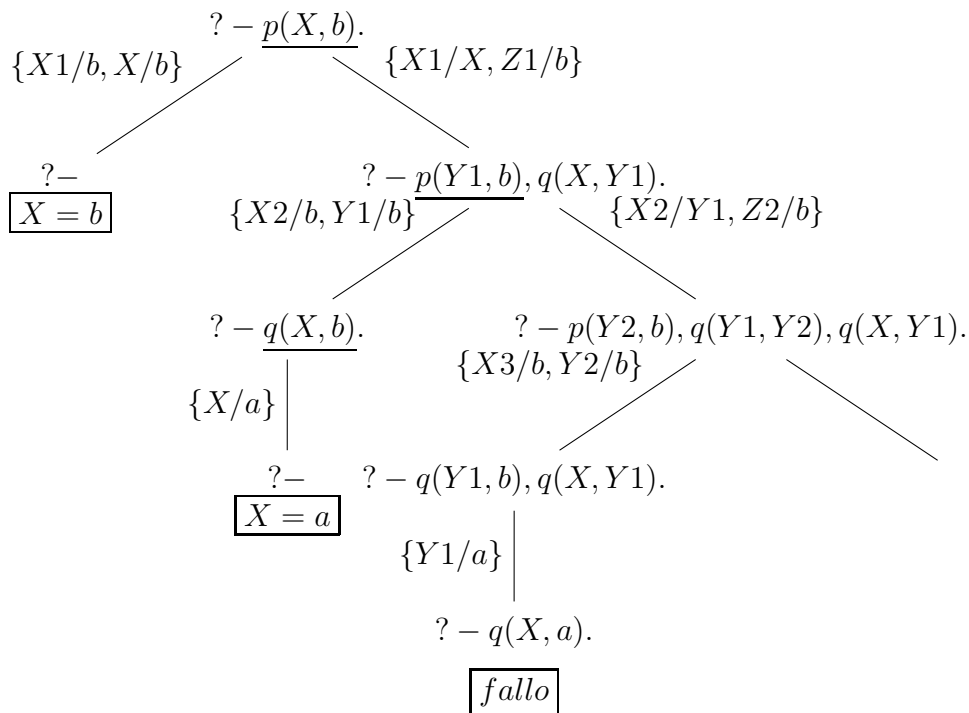 ? − p(X, b).
{X1/b, X/b}
{X1/X, Z1/b}
?−
X = b
? − p(Y1, b), q(X, Y1).
{X2/b, Y1/b}
{X2/Y1, Z2/b}
? − q(X, b).
? − p(Y2, b), q(Y1, Y2), q(X, Y1).
{X3/b, Y2/b}
{X/a}
?−
X = a
? − q(Y1, b), q(X, Y1).
{Y1/a}
? − q(X, a).
fallo